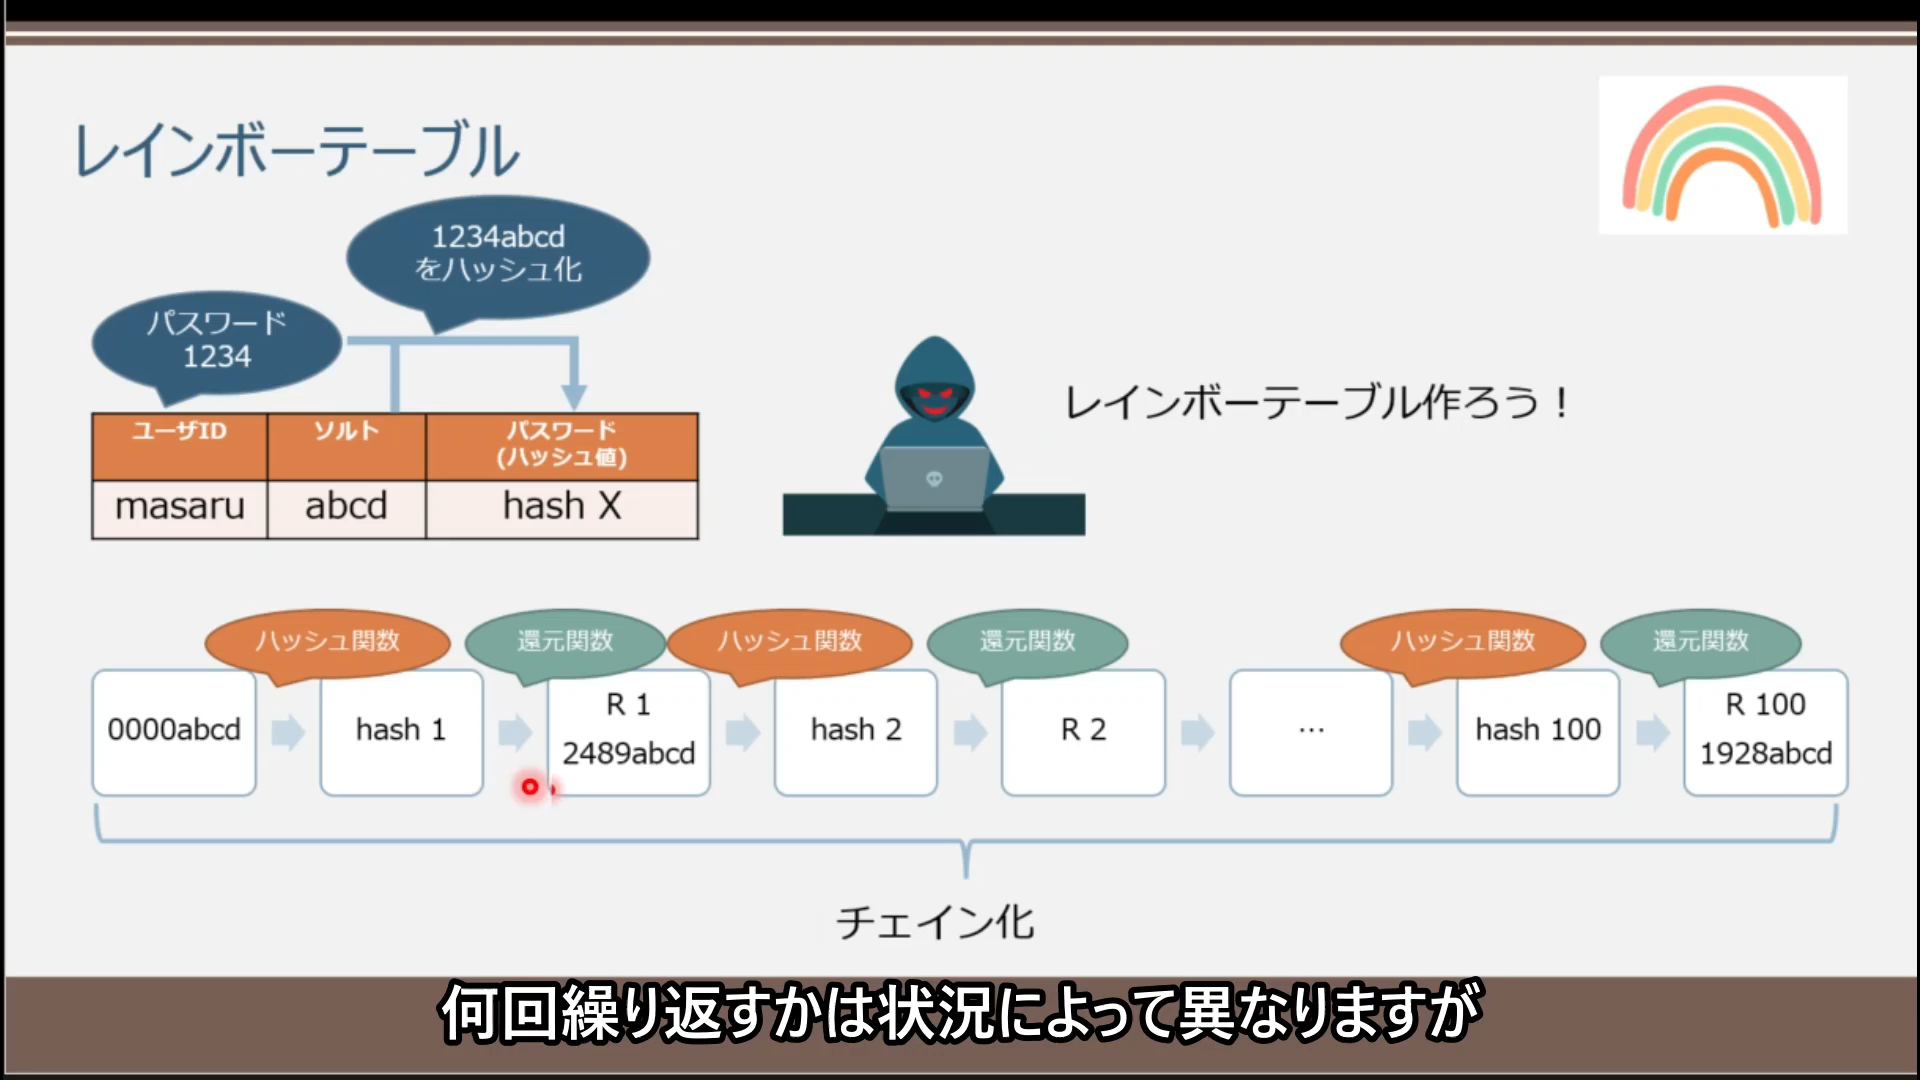 レインボーテーブル
1234abcd
をハッシュ化
パスワード
1234
ユーザID
ソルト
パスワード
(ハッシュ値)
masaru
abcd
hash X
レインボーテーブル作ろう！
ハッシュ関数
還元関数
ハッシュ関数
還元関数
ハッシュ関数
還元関数
0000abcd
hash 1
R 1
2489abcd
hash 2
R 2
…
hash 100
R 100
1928abcd
チェイン化
何回繰り返すかは状況によって異なりますが